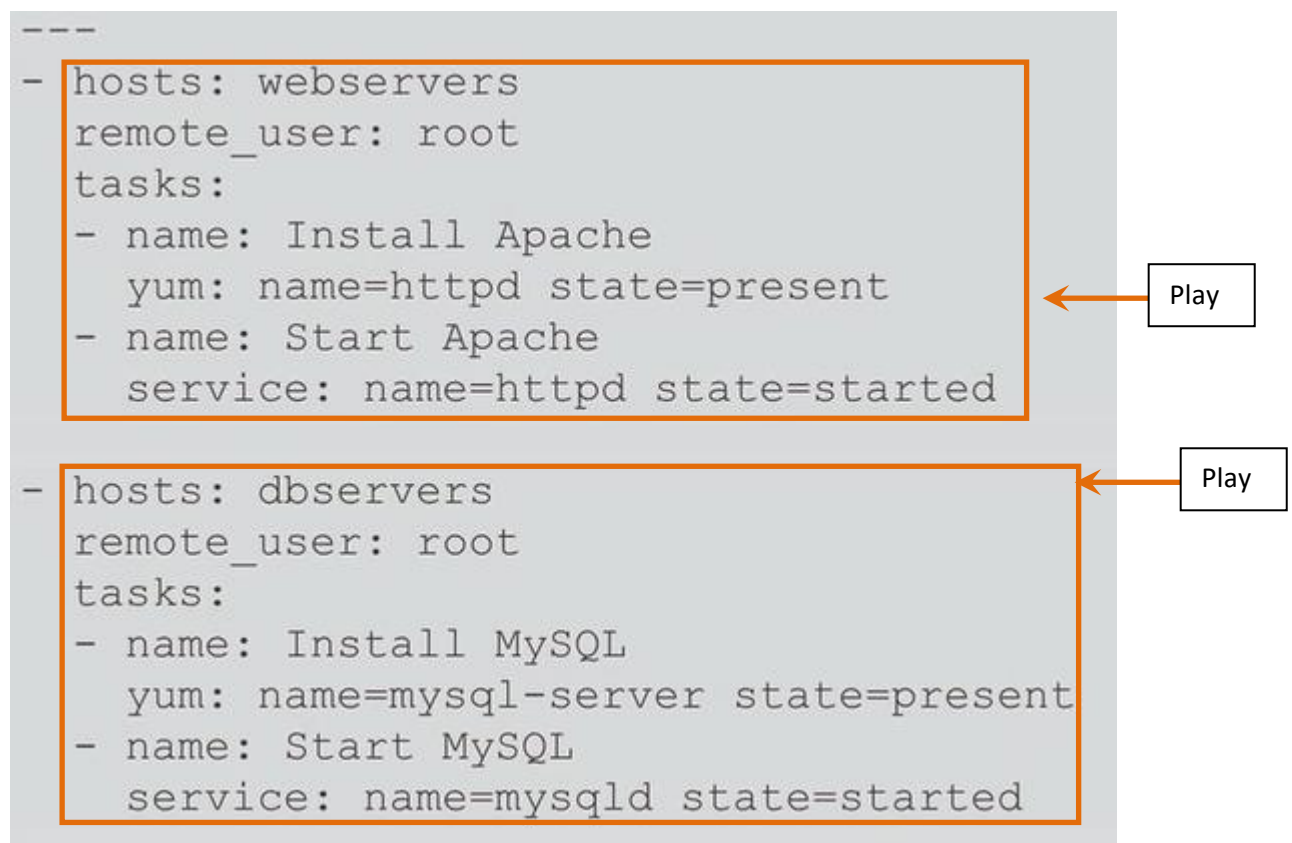 ---
- hosts: webservers
  remote_user: root
  tasks:
  - name: Install Apache
    yum: name=httpd state=present
  - name: Start Apache
    service: name=httpd state=started
Play
- hosts: dbservers
  remote_user: root
  tasks:
  - name: Install MySQL
    yum: name=mysql-server state=present
  - name: Start MySQL
    service: name=mysqld state=started
Play